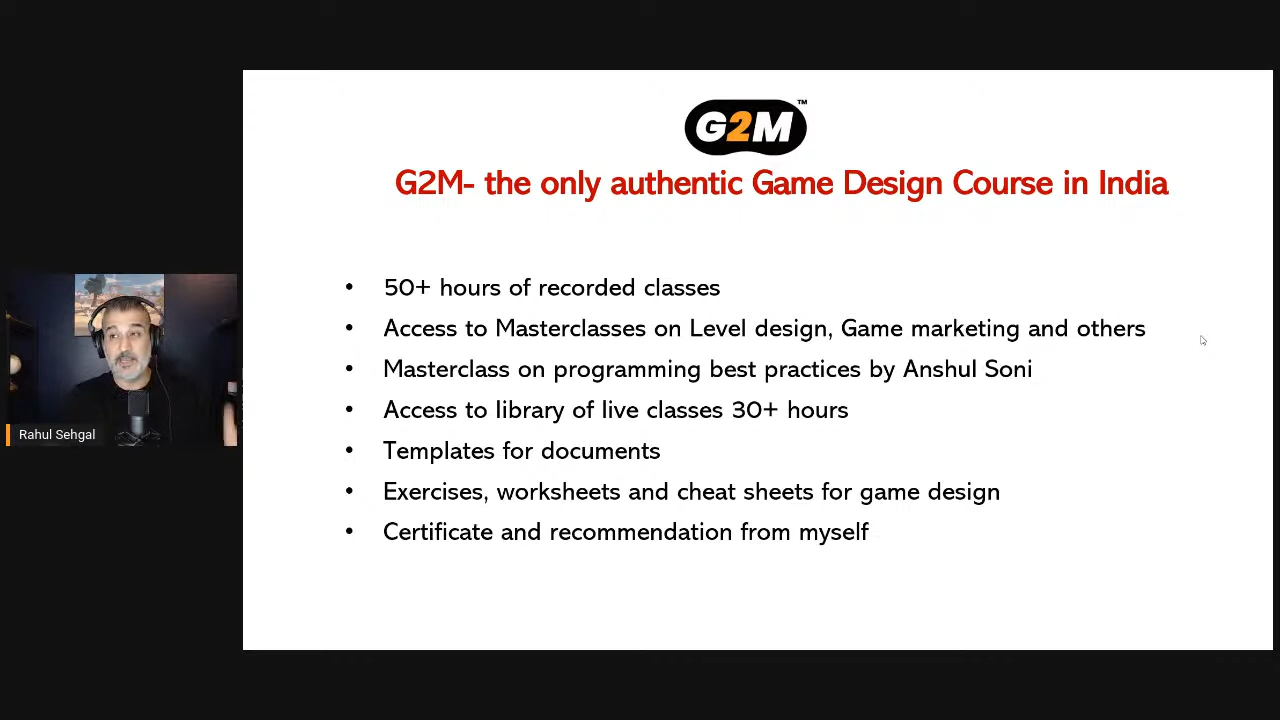 G2M™
G2M- the only authentic Game Design Course in India
• 50+ hours of recorded classes
• Access to Masterclasses on Level design, Game marketing and others
• Masterclass on programming best practices by Anshul Soni
• Access to library of live classes 30+ hours
• Templates for documents
• Exercises, worksheets and cheat sheets for game design
• Certificate and recommendation from myself
Rahul Sehgal